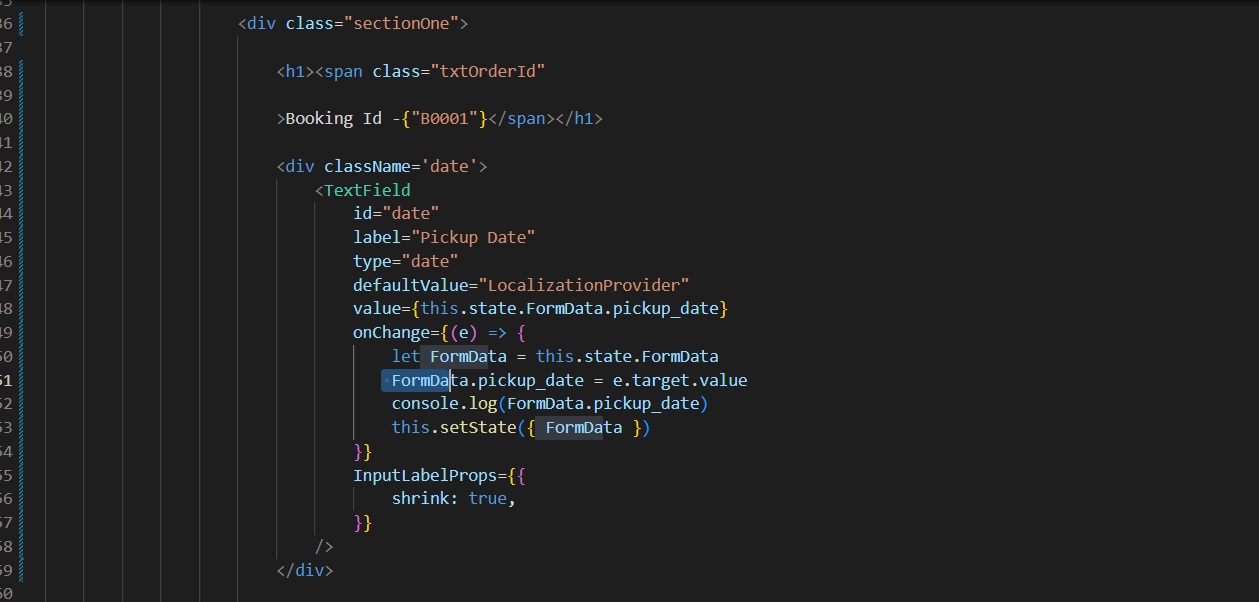 36 <div class="sectionOne">
37
38 <h1><span class="txtOrderId"
39
40 >Booking Id -{"B0001"}</span></h1>
41
42 <div className='date'>
43 <TextField
44 id="date"
45 label="Pickup Date"
46 type="date"
47 defaultValue="LocalizationProvider"
48 value={this.state.FormData.pickup_date}
49 onChange={(e) => {
50 let FormData = this.state.FormData
51 FormData.pickup_date = e.target.value
52 console.log(FormData.pickup_date)
53 this.setState({ FormData })
54 }}
55 InputLabelProps={{
56 shrink: true,
57 }}
58 />
59 </div>
60